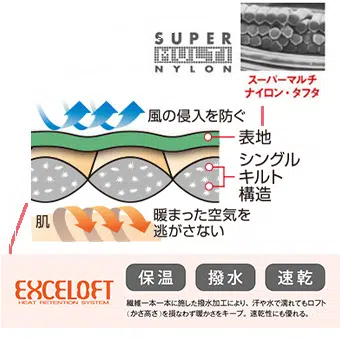 SUPER
MULTI
NYLON
スーパーマルチ
ナイロン・タフタ
風の侵入を防ぐ
表地
シングル
キルト
構造
肌
暖まった空気を
逃がさない
EXCELOFT
HEAT RETENTION SYSTEM
保温
撥水
速乾
繊維一本一本に施した撥水加工により、汗や水で濡れてもロフト
(かさ高さ)を損なわず暖かさをキープ。速乾性にも優れる。